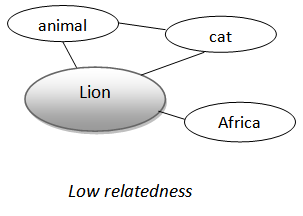 animal
cat
Lion
Africa
Low relatedness